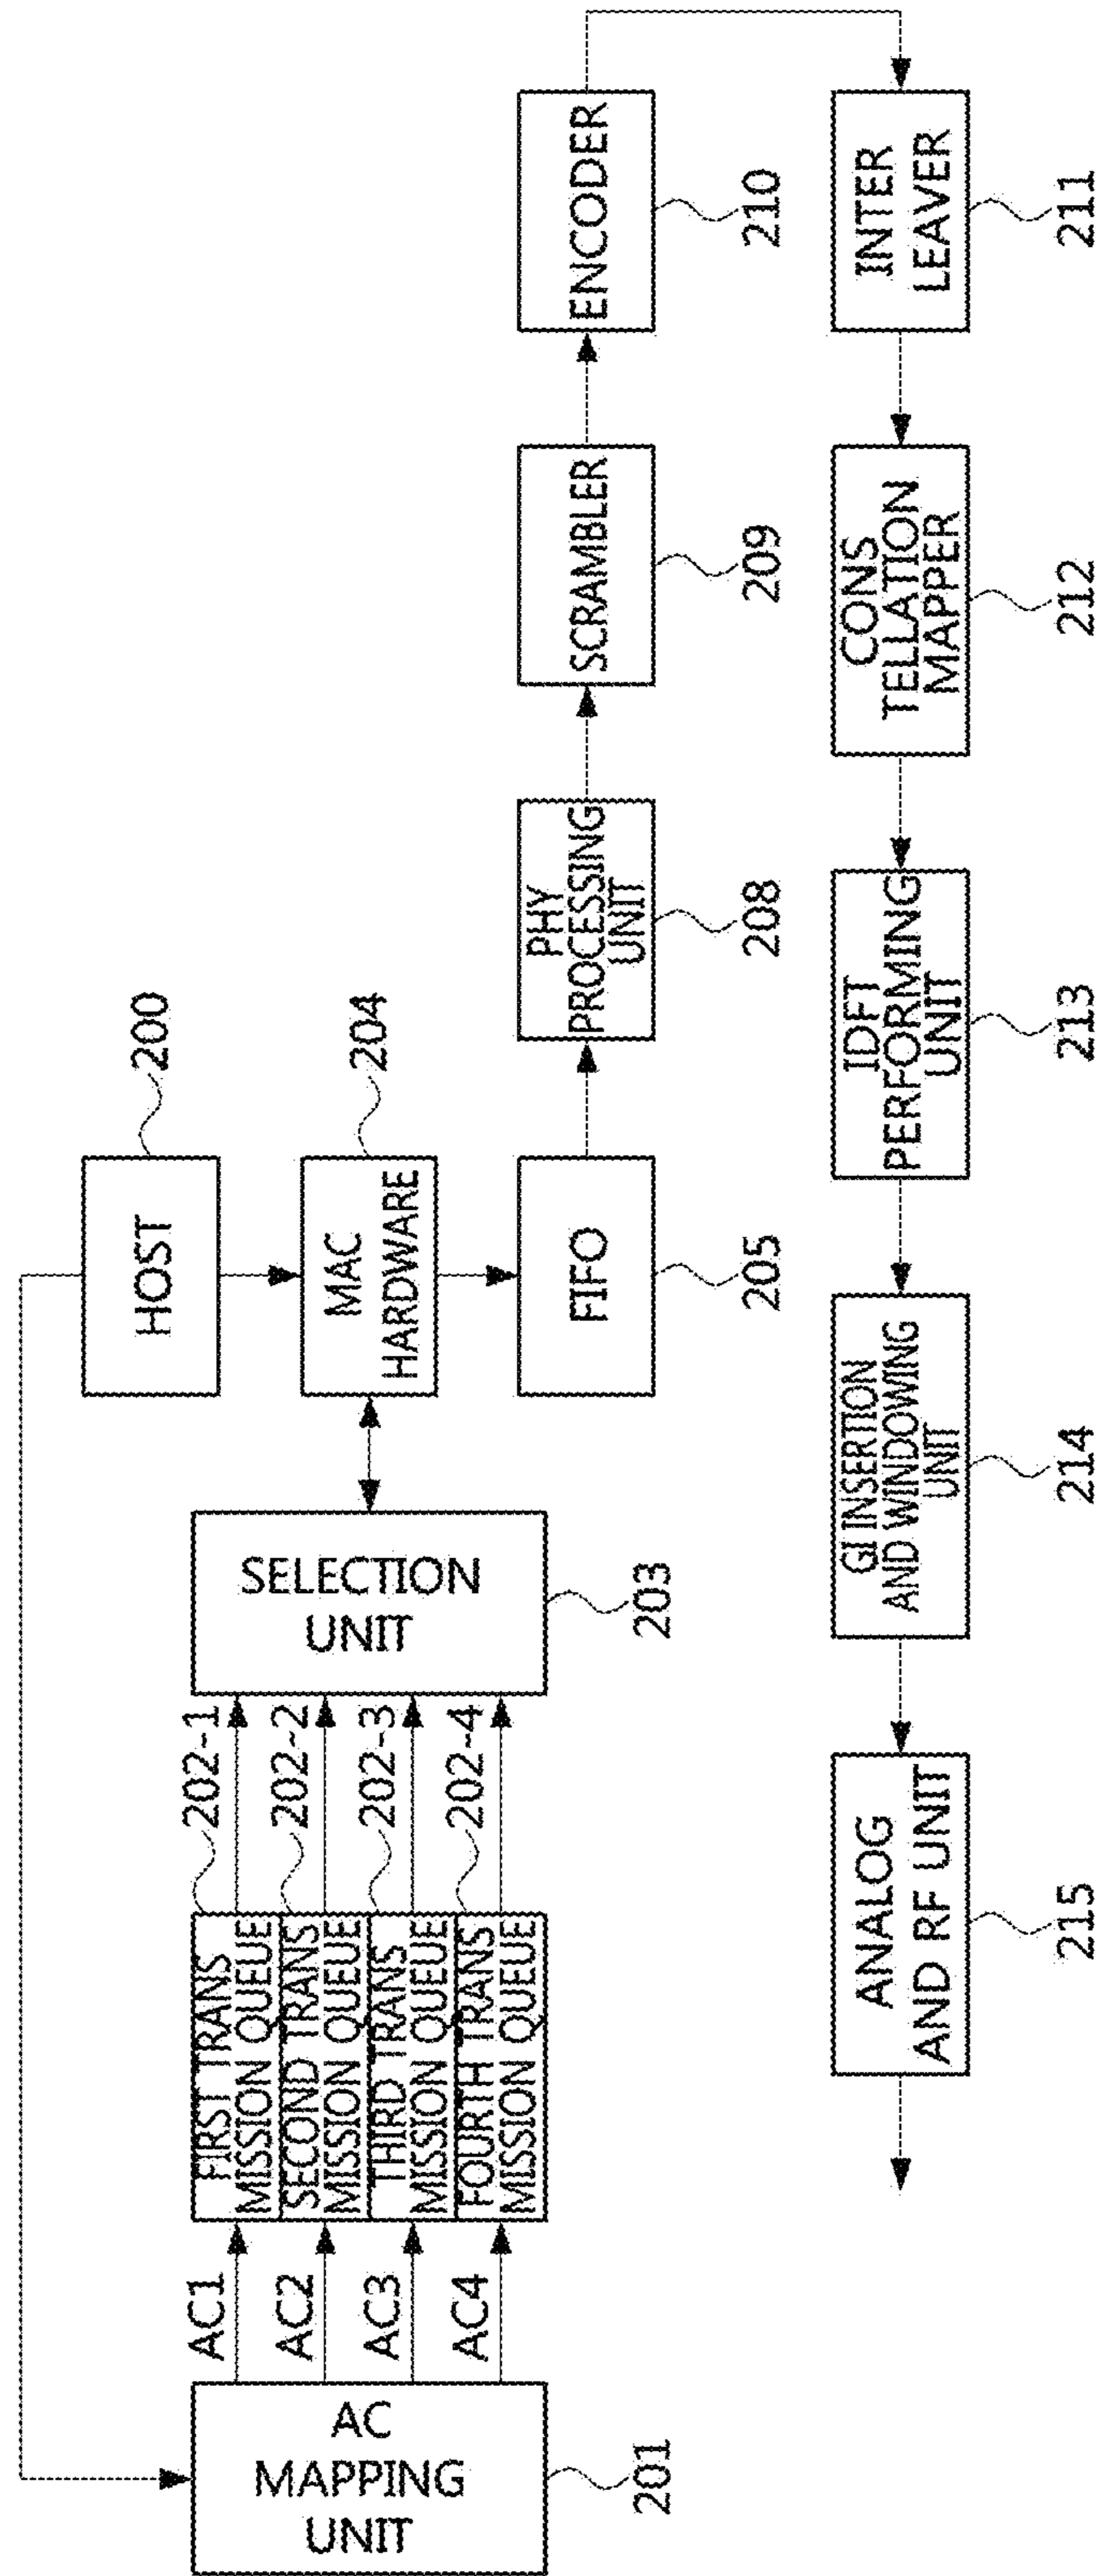 HOST
200
AC
MAPPING
UNIT
201
AC1
AC2
AC3
AC4
FIRST TRANS
MISSION QUEUE
SECOND TRANS
MISSION QUEUE
THIRD TRANS
MISSION QUEUE
FOURTH TRANS
MISSION QUEUE
202-1
202-2
202-3
202-4
SELECTION
UNIT
203
MAC
HARDWARE
204
FIFO
205
PHY
PROCESSING
UNIT
208
SCRAMBLER
209
ENCODER
210
INTER
LEAVER
211
CONS
TELLATION
MAPPER
212
IDFT
PERFORMING
UNIT
213
GI INSERTION
AND WINDOWING
UNIT
214
ANALOG
AND RF UNIT
215